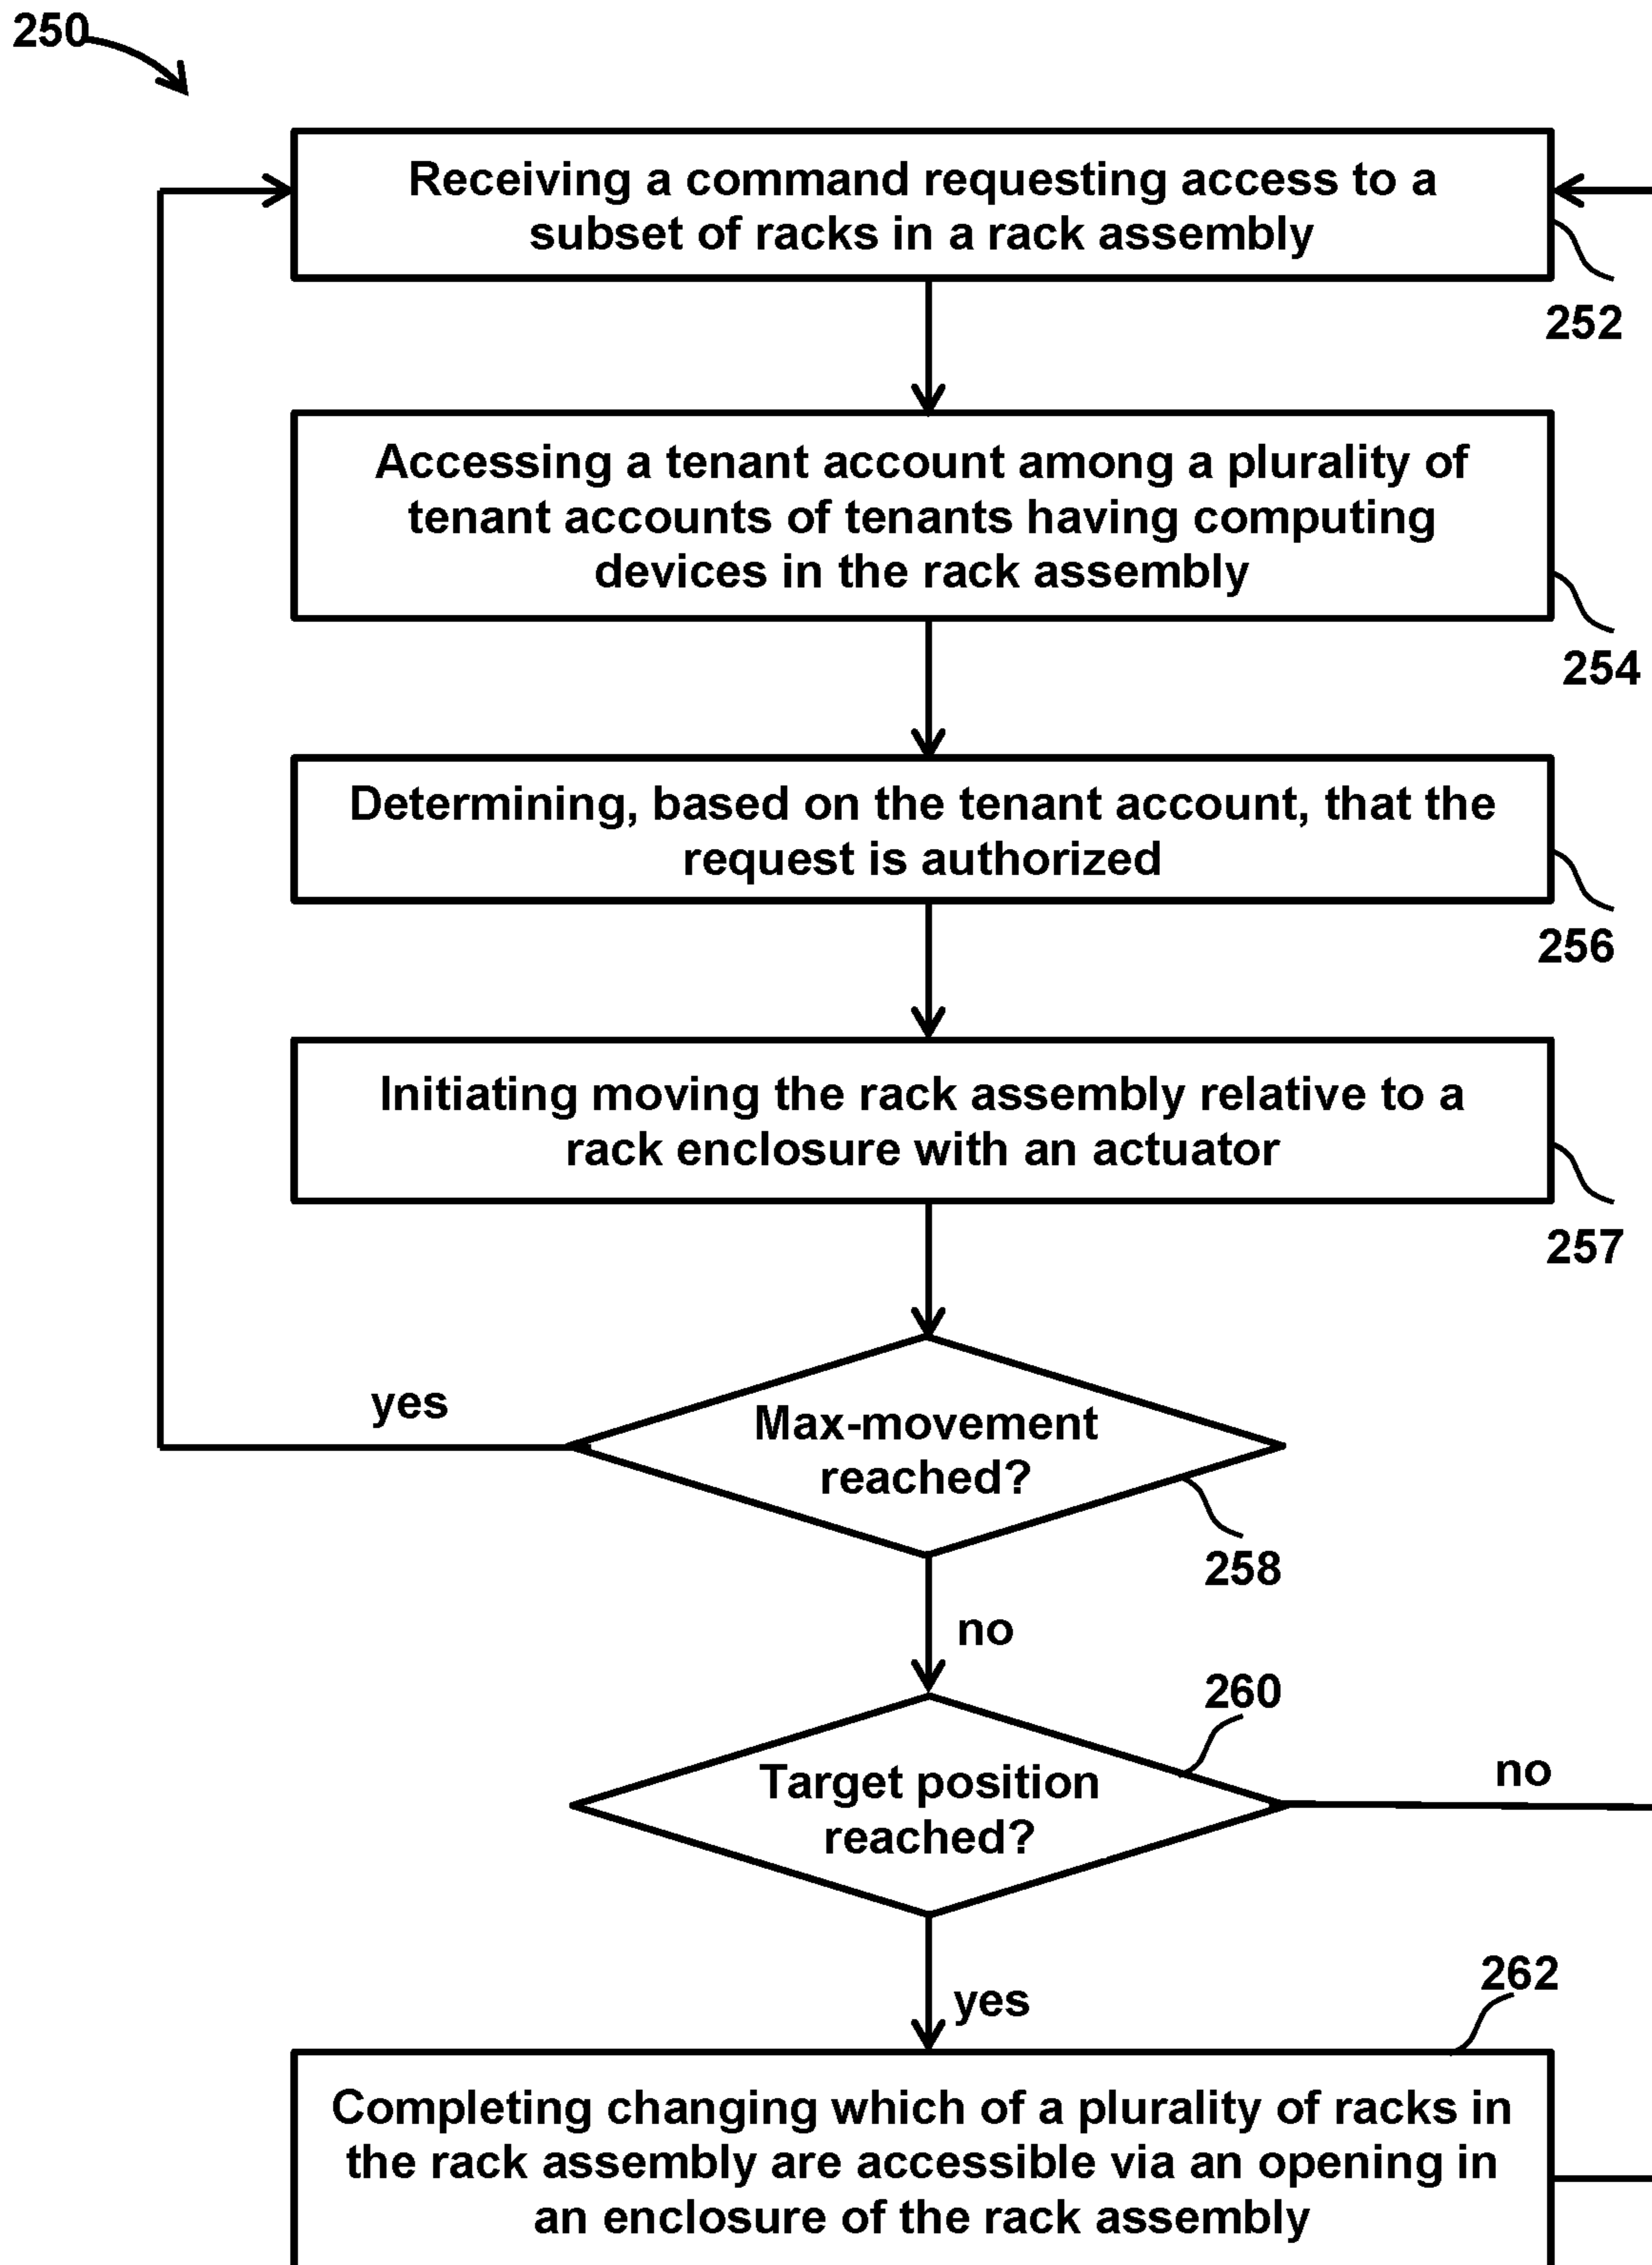 250
Receiving a command requesting access to a
subset of racks in a rack assembly
252
Accessing a tenant account among a plurality of
tenant accounts of tenants having computing
devices in the rack assembly
254
Determining, based on the tenant account, that the
request is authorized
256
Initiating moving the rack assembly relative to a
rack enclosure with an actuator
257
yes
Max-movement
reached?
258
no
260
Target position
reached?
no
yes
262
Completing changing which of a plurality of racks in
the rack assembly are accessible via an opening in
an enclosure of the rack assembly